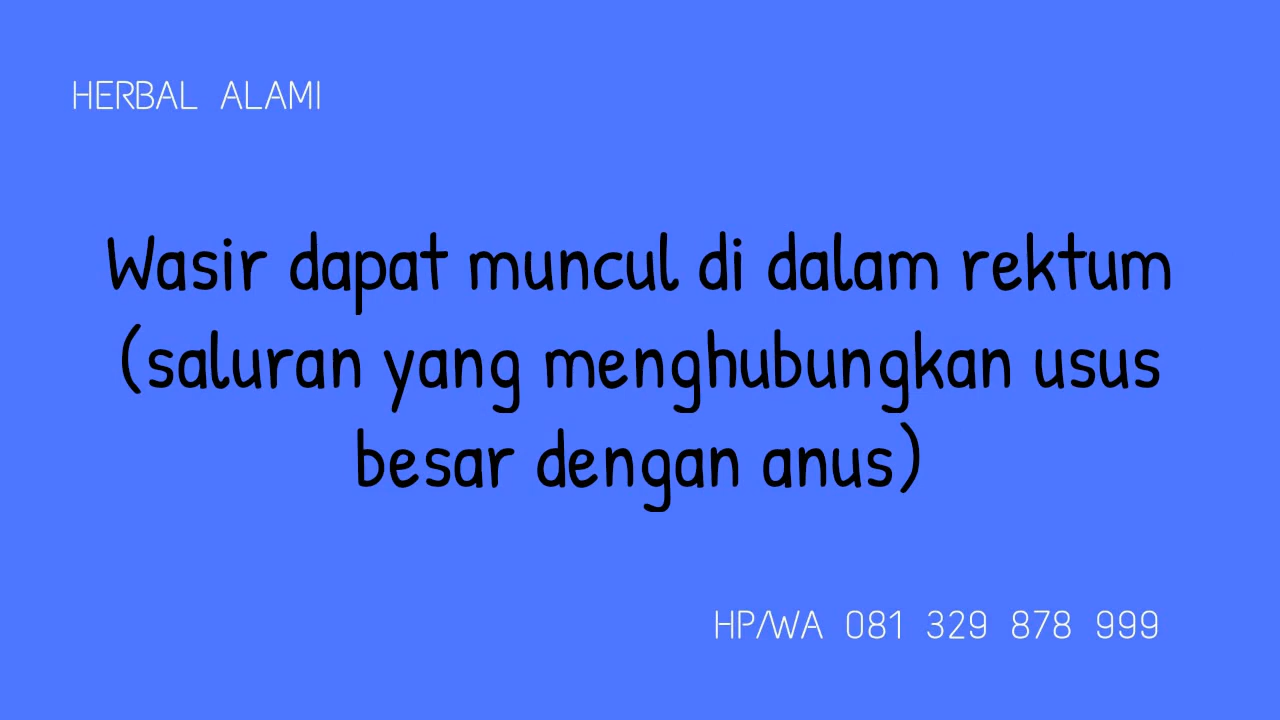 HERBAL ALAMI
Wasir dapat muncul di dalam rektum
(saluran yang menghubungkan usus
besar dengan anus)
HP/WA 081 329 878 999